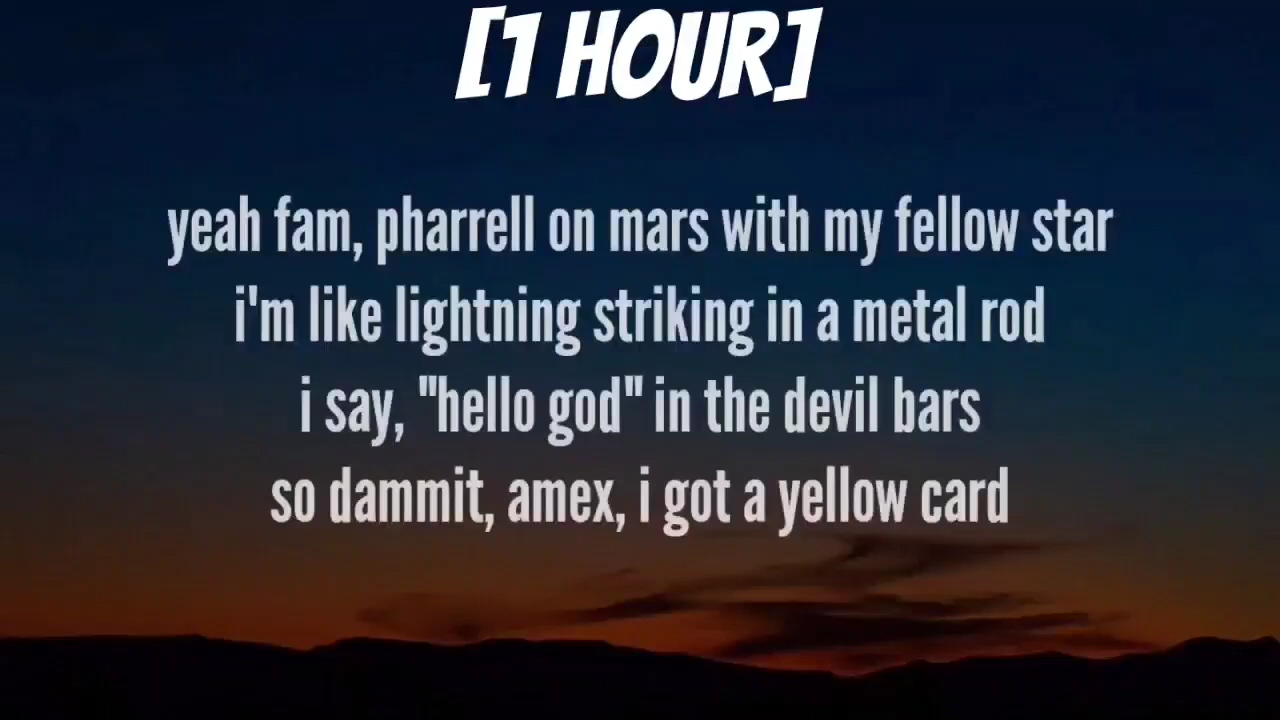 [1 HOUR]
yeah fam, pharrell on mars with my fellow star
i'm like lightning striking in a metal rod
i say, "hello god" in the devil bars
so dammit, amex, i got a yellow card